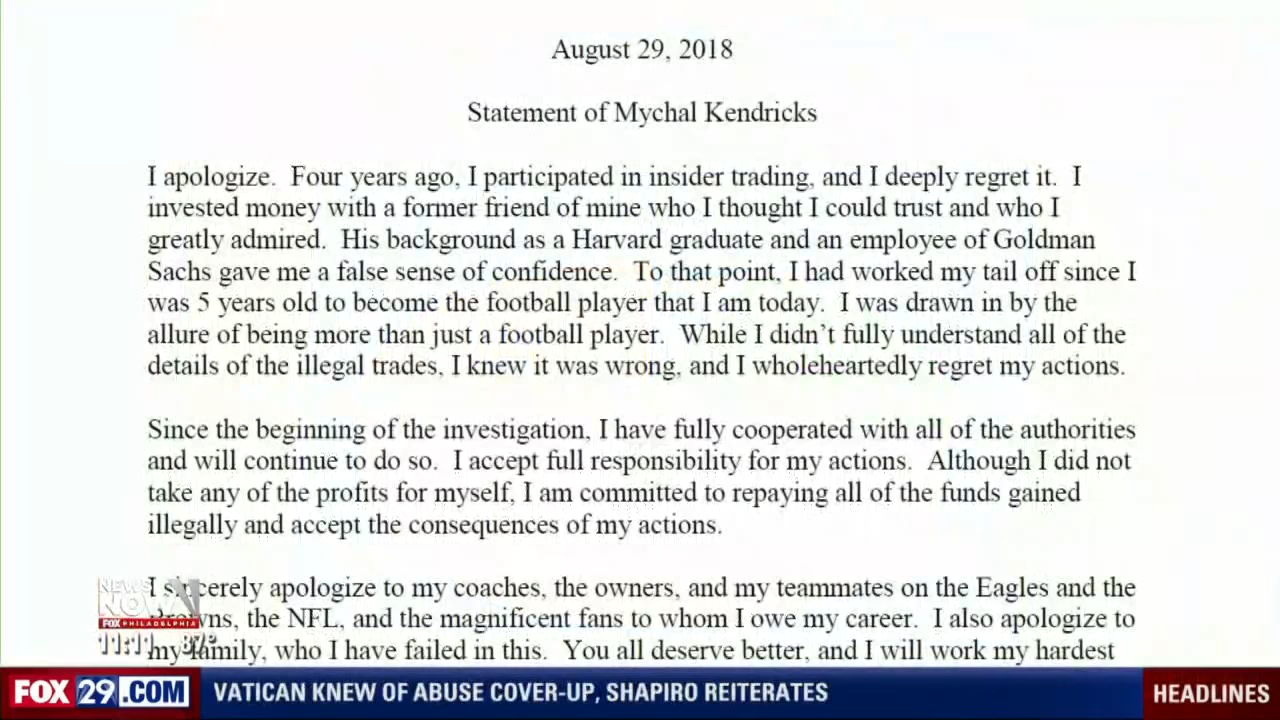 August 29, 2018
Statement of Mychal Kendricks
I apologize. Four years ago, I participated in insider trading, and I deeply regret it. I
invested money with a former friend of mine who I thought I could trust and who I
greatly admired. His background as a Harvard graduate and an employee of Goldman
Sachs gave me a false sense of confidence. To that point, I had worked my tail off since I
was 5 years old to become the football player that I am today. I was drawn in by the
allure of being more than just a football player. While I didn't fully understand all of the
details of the illegal trades, I knew it was wrong, and I wholeheartedly regret my actions.
Since the beginning of the investigation, I have fully cooperated with all of the authorities
and will continue to do so. I accept full responsibility for my actions. Although I did not
take any of the profits for myself, I am committed to repaying all of the funds gained
illegally and accept the consequences of my actions.
I sincerely apologize to my coaches, the owners, and my teammates on the Eagles and the
Browns, the NFL, and the magnificent fans to whom I owe my career. I also apologize to
my family, who I have failed in this. You all deserve better, and I will work my hardest
NEWS
NOW
FOX PHILADELPHIA
11:11 87°
FOX 29.COM VATICAN KNEW OF ABUSE COVER-UP, SHAPIRO REITERATES HEADLINES